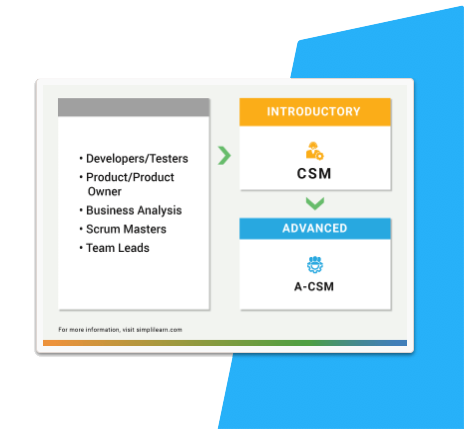 • Developers/Testers
• Product/Product
Owner
• Business Analysis
• Scrum Masters
• Team Leads
INTRODUCTORY
CSM
ADVANCED
A-CSM
For more information, visit simplilearn.com